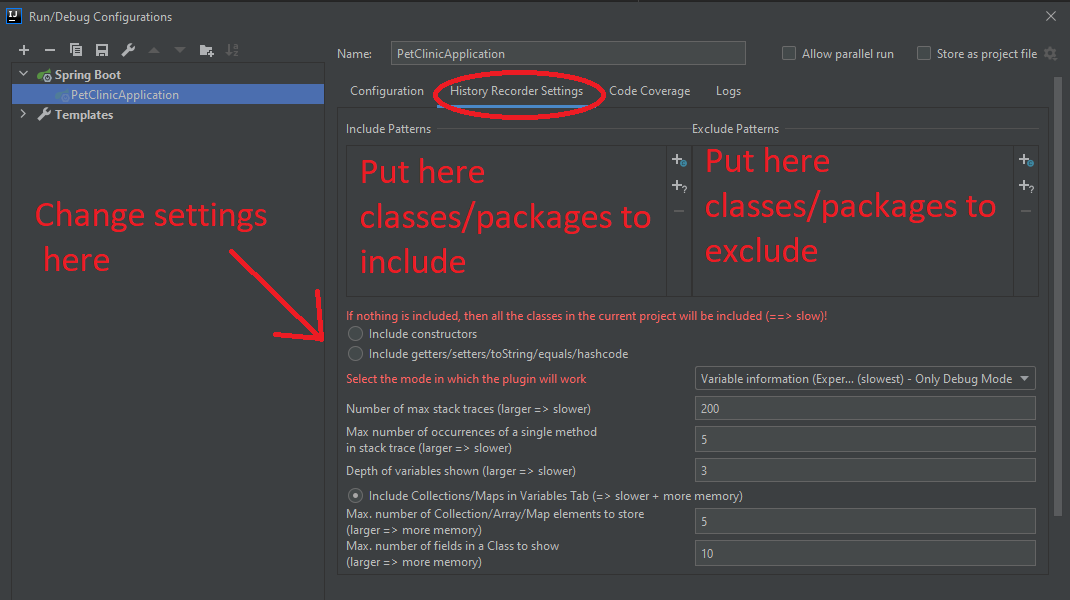 Run/Debug Configurations
Name: PetClinicApplication Allow parallel run Store as project file
Spring Boot
PetClinicApplication
Templates
Configuration History Recorder Settings Code Coverage Logs
Include Patterns Exclude Patterns
Put here
classes/packages to
include
Put here
classes/packages to
exclude
Change settings
here
If nothing is included, then all the classes in the current project will be included (==> slow)!
Include constructors
Include getters/setters/toString/equals/hashcode
Select the mode in which the plugin will work Variable information (Exper... (slowest) - Only Debug Mode
Number of max stack traces (larger => slower) 200
Max number of occurrences of a single method
in stack trace (larger => slower) 5
Depth of variables shown (larger => slower) 3
Include Collections/Maps in Variables Tab (=> slower + more memory)
Max. number of Collection/Array/Map elements to store
(larger => more memory) 5
Max. number of fields in a Class to show
(larger => more memory) 10